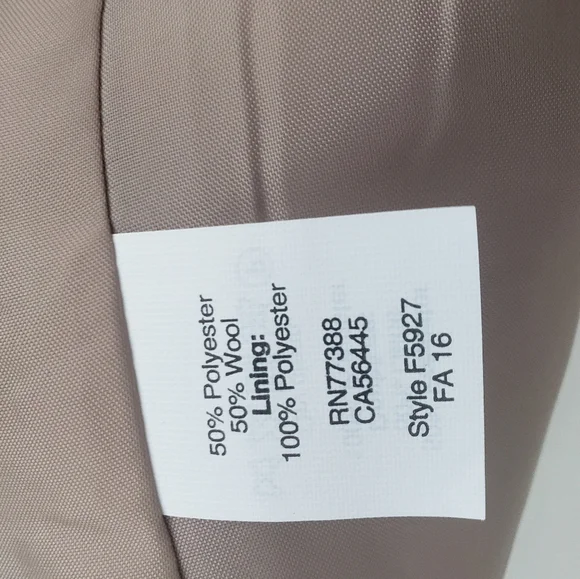 50% Polyester
50% Wool
Lining:
100% Polyester
RN77388
CA56445
Style F5927
FA 16